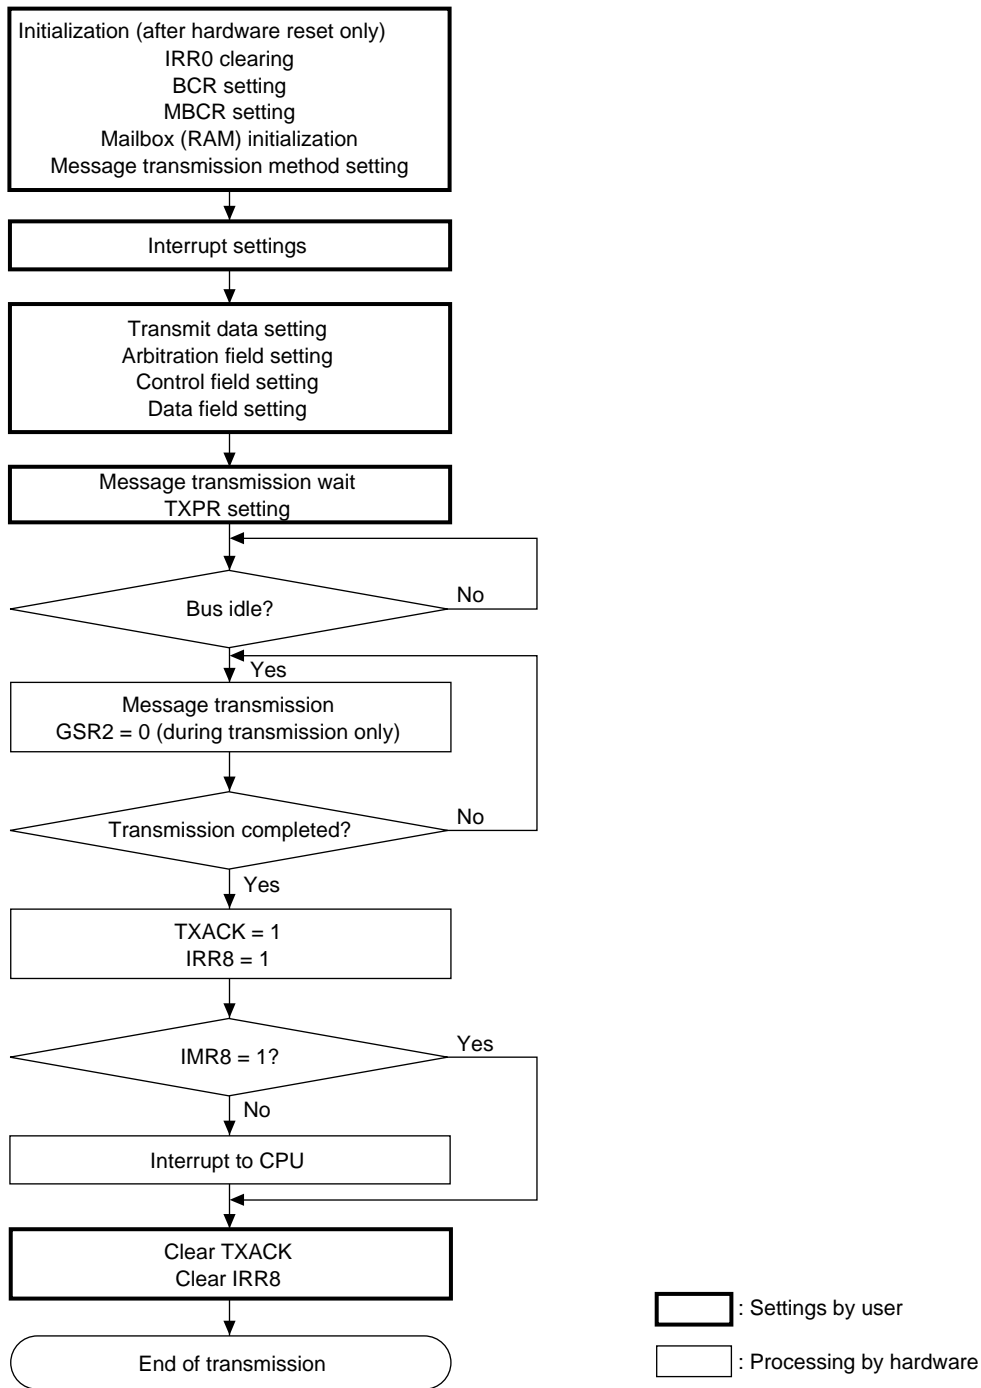 Initialization (after hardware reset only)
IRR0 clearing
BCR setting
MBCR setting
Mailbox (RAM) initialization
Message transmission method setting
Interrupt settings
Transmit data setting
Arbitration field setting
Control field setting
Data field setting
Message transmission wait
TXPR setting
Bus idle?
No
Yes
Message transmission
GSR2 = 0 (during transmission only)
Transmission completed?
No
Yes
TXACK = 1
IRR8 = 1
IMR8 = 1?
Yes
No
Interrupt to CPU
Clear TXACK
Clear IRR8
End of transmission
: Settings by user
: Processing by hardware